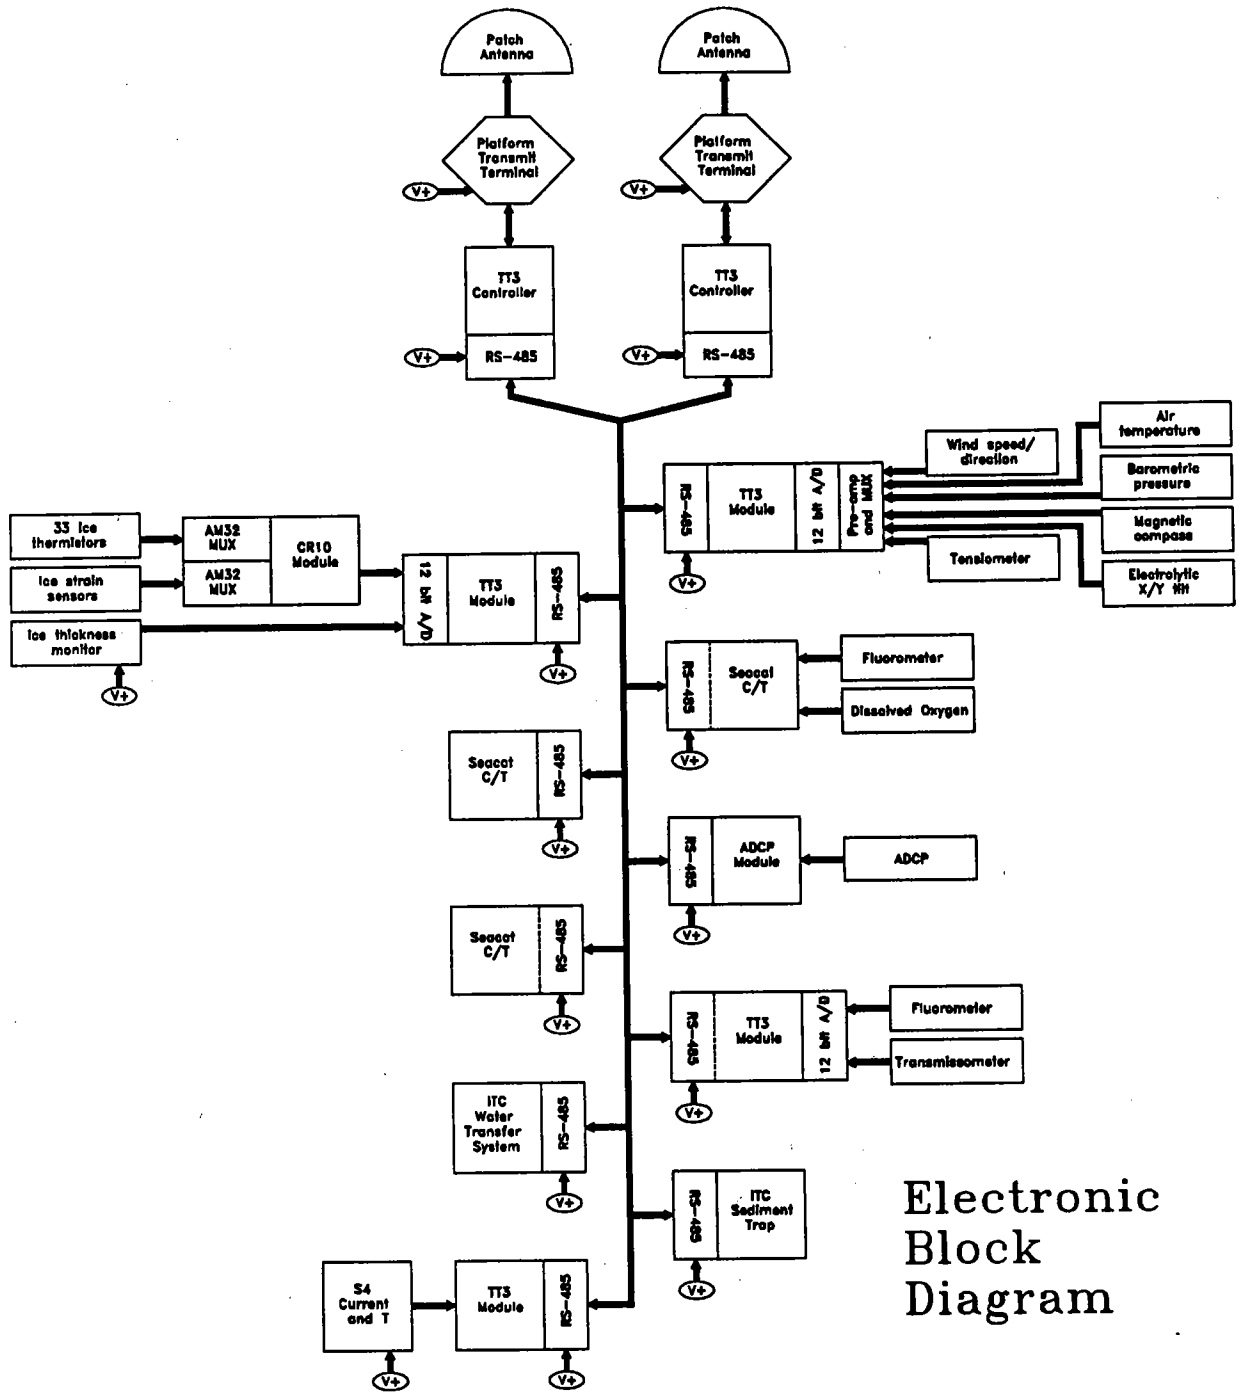 Patch
Antenna
Patch
Antenna
Platform
Transmit
Terminal
Platform
Transmit
Terminal
V+
V+
TT3
Controller
TT3
Controller
V+
RS-485
V+
RS-485
Air
temperature
Wind speed/
direction
Barometric
pressure
RS-485
TT3
Module
12 bit A/D
Pre-amp
and MUX
Magnetic
compass
Tensiometer
Electrolytic
X/Y tilt
V+
33 Ice
thermistors
AM32
MUX
CR10
Module
Ice strain
sensors
AM32
MUX
Ice thickness
monitor
V+
12 bit A/D
TT3
Module
RS-485
V+
RS-485
Seacat
C/T
Fluorometer
Dissolved Oxygen
V+
Seacat
C/T
RS-485
V+
RS-485
ADCP
Module
ADCP
V+
Seacat
C/T
RS-485
V+
RS-485
TT3
Module
12 bit A/D
Fluorometer
Transmissometer
V+
ITC
Water
Transfer
System
RS-485
V+
RS-485
ITC
Sediment
Trap
V+
S4
Current
and T
V+
TT3
Module
RS-485
V+
Electronic
Block
Diagram